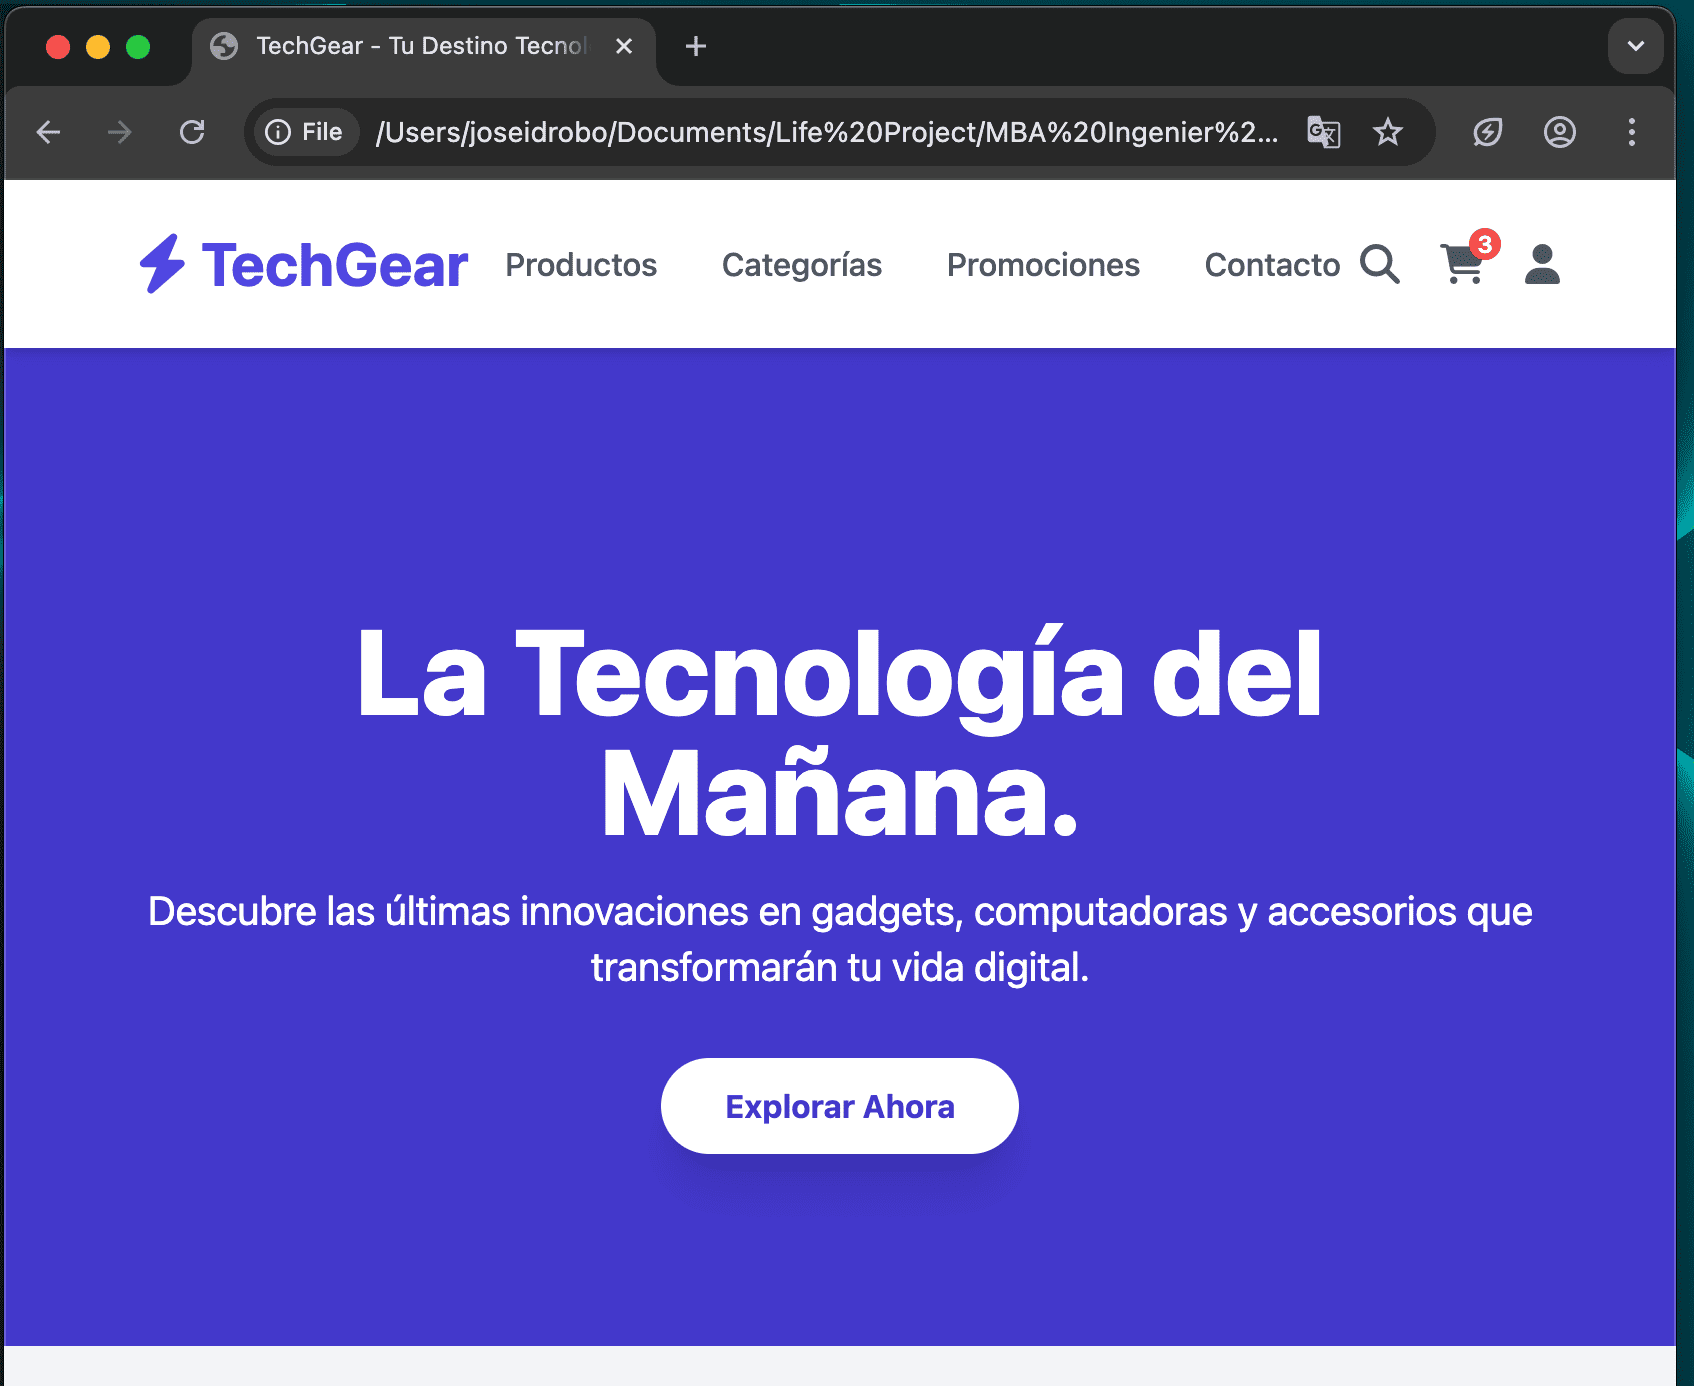 TechGear - Tu Destino Tecnol
File /Users/joseidrobo/Documents/Life%20Project/MBA%20Ingenier%2...
TechGear Productos Categorías Promociones Contacto 3
La Tecnología del
Mañana.
Descubre las últimas innovaciones en gadgets, computadoras y accesorios que
transformarán tu vida digital.
Explorar Ahora